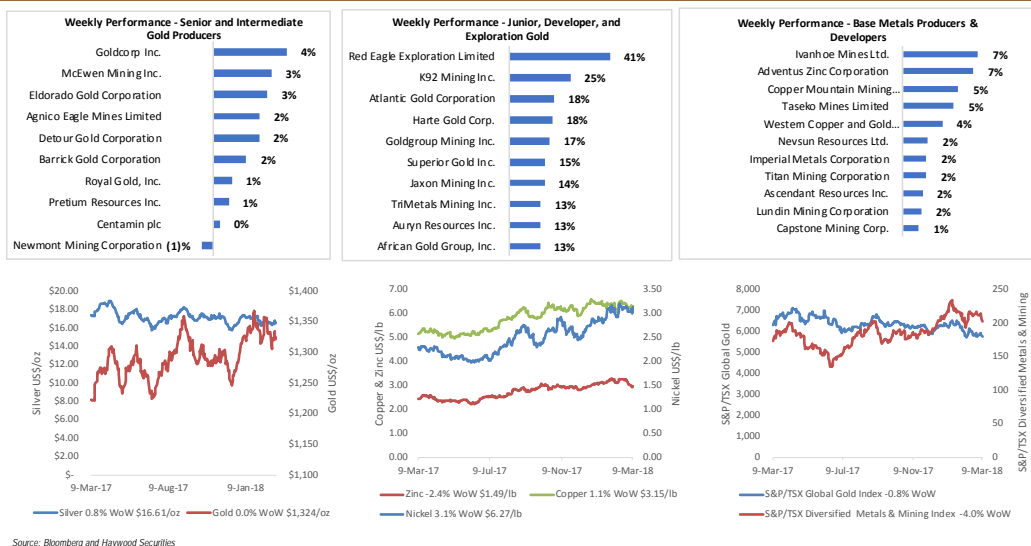 Weekly Performance - Senior and Intermediate
Gold Producers
Goldcorp Inc. 4%
McEwen Mining Inc. 3%
Eldorado Gold Corporation 3%
Agnico Eagle Mines Limited 2%
Detour Gold Corporation 2%
Barrick Gold Corporation 2%
Royal Gold, Inc. 1%
Pretium Resources Inc. 1%
Centamin plc 0%
Newmont Mining Corporation (1)%
Weekly Performance - Junior, Developer, and
Exploration Gold
Red Eagle Exploration Limited 41%
K92 Mining Inc. 25%
Atlantic Gold Corporation 18%
Harte Gold Corp. 18%
Goldgroup Mining Inc. 17%
Superior Gold Inc. 15%
Jaxon Mining Inc. 14%
TriMetals Mining Inc. 13%
Auryn Resources Inc. 13%
African Gold Group, Inc. 13%
Weekly Performance - Base Metals Producers &
Developers
Ivanhoe Mines Ltd. 7%
Adventus Zinc Corporation 7%
Copper Mountain Mining... 5%
Taseko Mines Limited 5%
Western Copper and Gold... 4%
Nevsun Resources Ltd. 2%
Imperial Metals Corporation 2%
Titan Mining Corporation 2%
Ascendant Resources Inc. 2%
Lundin Mining Corporation 2%
Capstone Mining Corp. 1%
Silver US$/oz
$20.00
$18.00
$16.00
$14.00
$12.00
$10.00
$8.00
$6.00
$4.00
$2.00
$-
$1,400
$1,350
$1,300
$1,250
$1,200
$1,150
$1,100
Gold US$/oz
9-Mar-17 9-Aug-17 9-Jan-18
Silver 0.8% WoW $16.61/oz Gold 0.0% WoW $1,324/oz
Copper & Zinc US$/lb
7.00
6.00
5.00
4.00
3.00
2.00
1.00
0.00
3.50
3.00
2.50
2.00
1.50
1.00
0.50
0.00
Nickel US$/lb
9-Mar-17 9-Jul-17 9-Nov-17 9-Mar-18
Zinc -2.4% WoW $1.49/lb Copper 1.1% WoW $3.15/lb
Nickel 3.1% WoW $6.27/lb
S&P/TSX Global Gold
8,000
7,000
6,000
5,000
4,000
3,000
2,000
1,000
0
250
200
150
100
50
0
S&P/TSX Diversified Metals & Mining
9-Mar-17 9-Jul-17 9-Nov-17 9-Mar-18
S&P/TSX Global Gold Index -0.8% WoW
S&P/TSX Diversified Metals & Mining Index -4.0% WoW
Source: Bloomberg and Haywood Securities